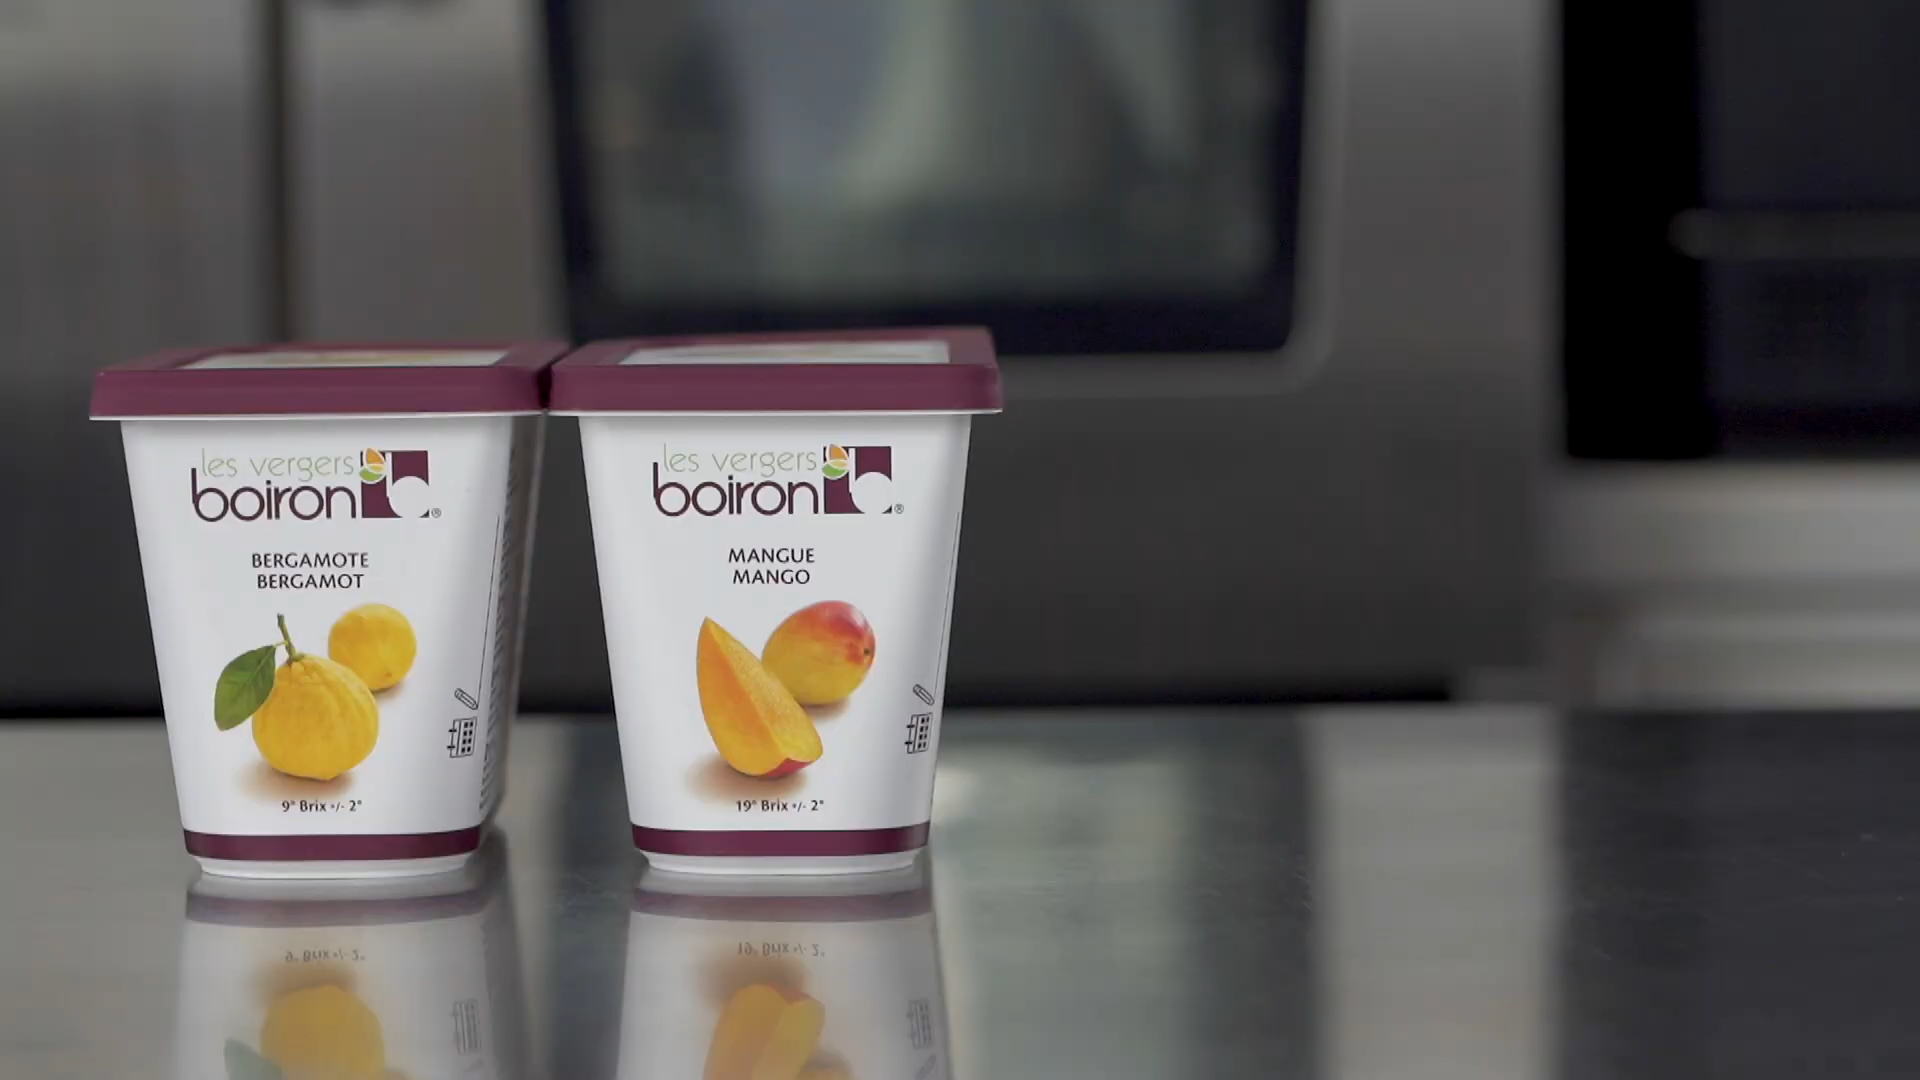 les vergers
boiron
®
BERGAMOTE
BERGAMOT
9° Brix +/- 2°
les vergers
boiron
®
MANGUE
MANGO
19° Brix +/- 2°